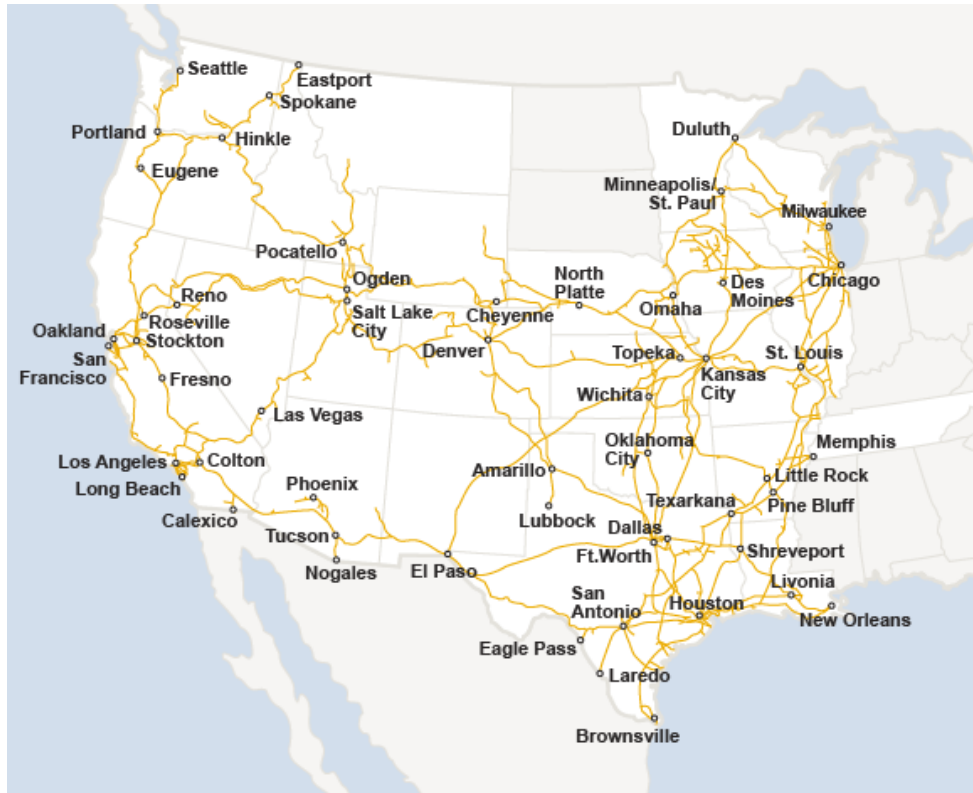 Seattle
Eastport
Spokane
Portland
Hinkle
Duluth
Eugene
Minneapolis/
St. Paul
Milwaukee
Pocatello
Chicago
Ogden
North
Platte
Des
Moines
Reno
Omaha
Roseville
Salt Lake
City
Cheyenne
Oakland
Stockton
Denver
Topeka
St. Louis
San
Francisco
Fresno
Kansas
City
Wichita
Las Vegas
Oklahoma
City
Memphis
Los Angeles
Colton
Amarillo
Little Rock
Long Beach
Phoenix
Texarkana
Pine Bluff
Calexico
Lubbock
Tucson
Dallas
Ft.Worth
Shreveport
Nogales
El Paso
Livonia
San
Antonio
Houston
New Orleans
Eagle Pass
Laredo
Brownsville